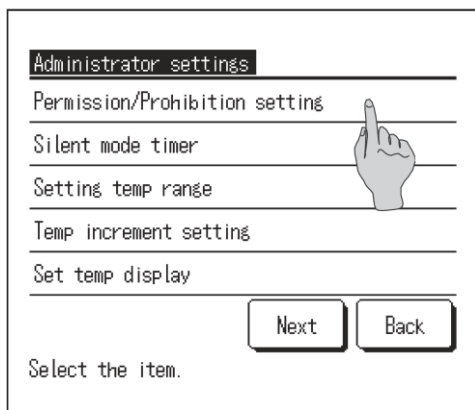 Administrator settings
Permission/Prohibition setting
Silent mode timer
Setting temp range
Temp increment setting
Set temp display
Next Back
Select the item.